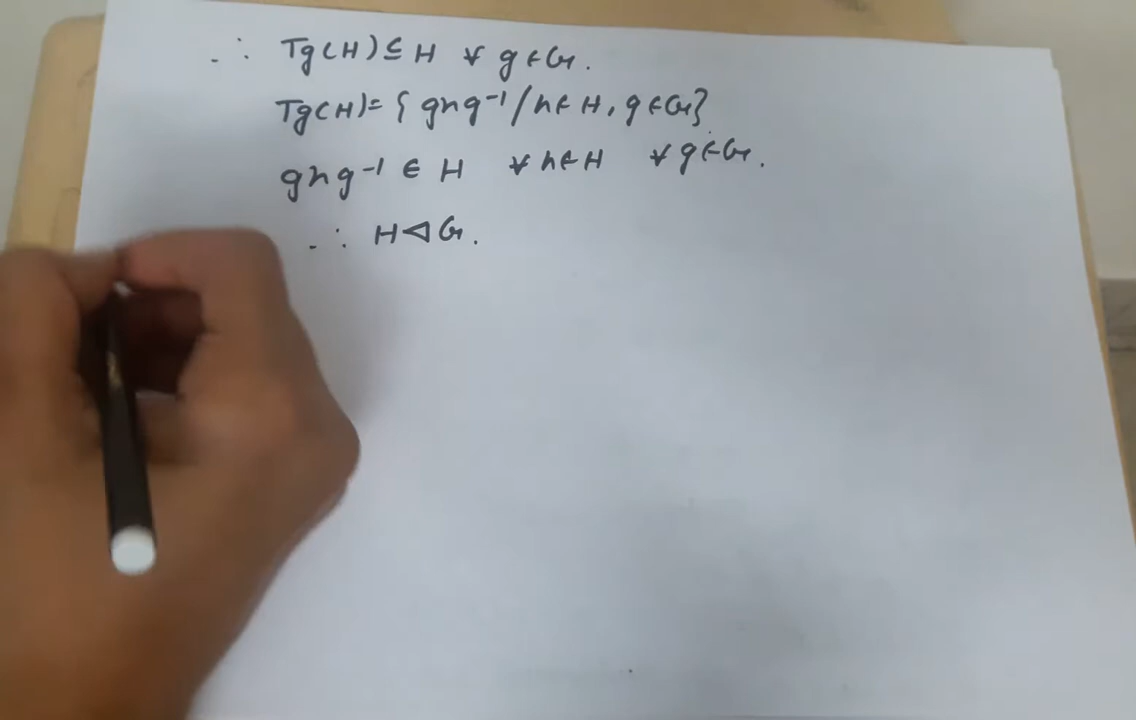 ∴ Tg(H) ⊆ H ∀ g ∈ G.
Tg(H) = { ghg⁻¹ / h ∈ H, g ∈ G}
ghg⁻¹ ∈ H ∀ h ∈ H ∀ g ∈ G.
∴ H ⊲ G.